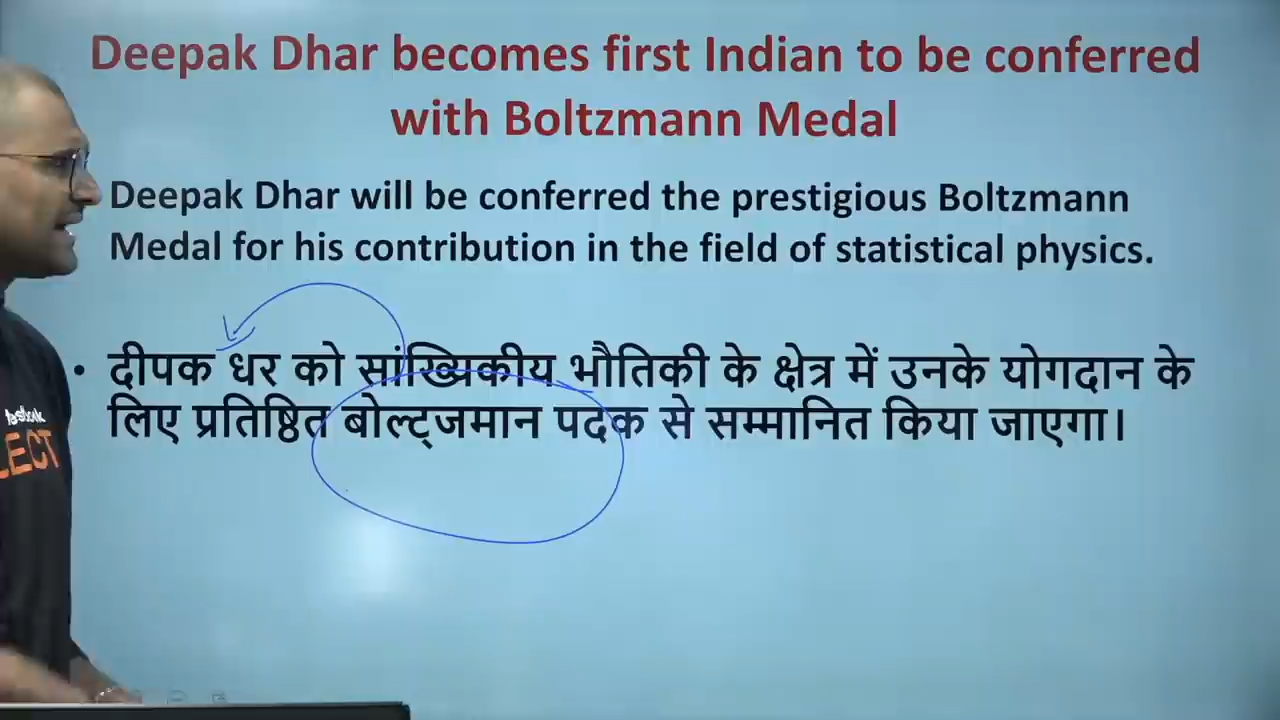 Deepak Dhar becomes first Indian to be conferred
with Boltzmann Medal
Deepak Dhar will be conferred the prestigious Boltzmann
Medal for his contribution in the field of statistical physics.
• दीपक धर को सांख्यिकीय भौतिकी के क्षेत्र में उनके योगदान के
लिए प्रतिष्ठित बोल्ट्जमान पदक से सम्मानित किया जाएगा।